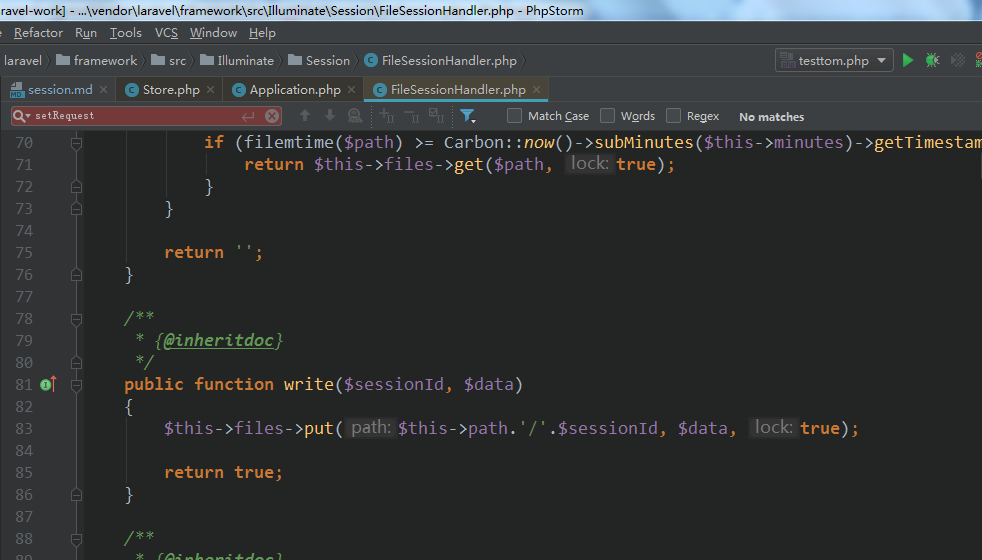 ravel-work] - ...\vendor\laravel\framework\src\Illuminate\Session\FileSessionHandler.php - PhpStorm
Refactor Run Tools VCS Window Help
laravel framework src Illuminate Session FileSessionHandler.php testtom.php
session.md Store.php Application.php FileSessionHandler.php
setRequest Match Case Words Regex No matches
70 if (filemtime($path) >= Carbon::now()->subMinutes($this->minutes)->getTimestam
71 return $this->files->get($path, lock: true);
72 }
73 }
74
75 return '';
76 }
77
78 /**
79 * {@inheritdoc}
80 */
81 public function write($sessionId, $data)
82 {
83 $this->files->put( path: $this->path.'/'.$sessionId, $data, lock: true);
84
85 return true;
86 }
87
88 /**
89 * {@inheritdoc}